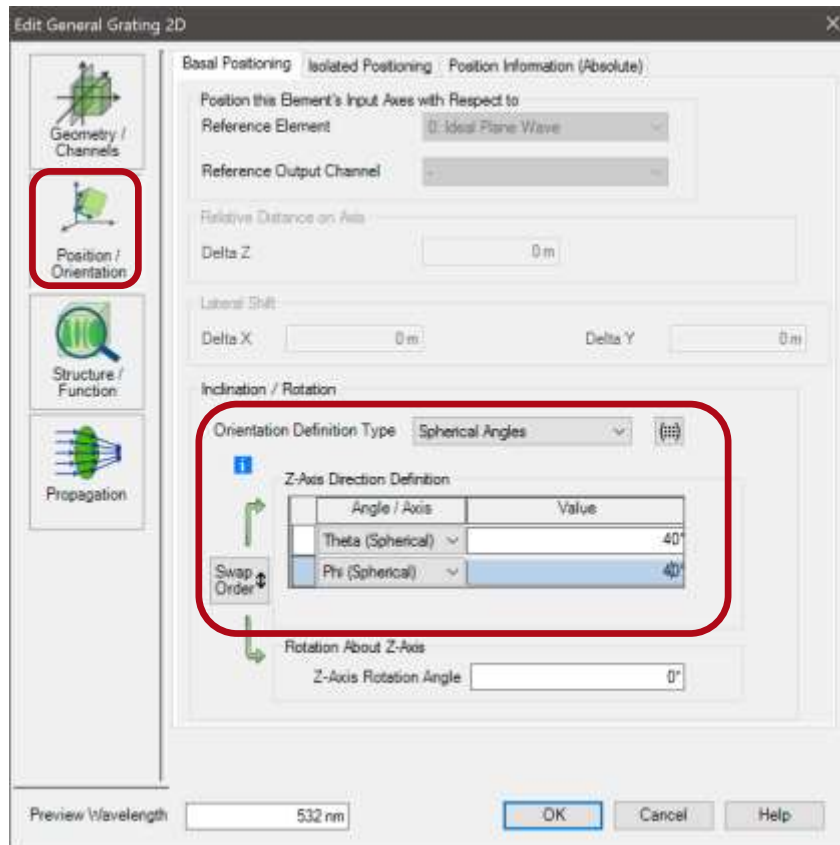 Edit General Grating 2D
Geometry /
Channels
Position /
Orientation
Structure /
Function
Propagation
Basal Positioning Isolated Positioning Position Information (Absolute)
Position this Element's Input Axes with Respect to
Reference Element 0: Ideal Plane Wave
Reference Output Channel -
Relative Distance on Axis
Delta Z 0 m
Lateral Shift
Delta X 0 m Delta Y 0 m
Inclination / Rotation
Orientation Definition Type Spherical Angles
i
Z-Axis Direction Definition
Angle / Axis Value
Theta (Spherical) 40°
Phi (Spherical) 40°
Swap
Order
Rotation About Z-Axis
Z-Axis Rotation Angle 0°
Preview Wavelength 532 nm OK Cancel Help